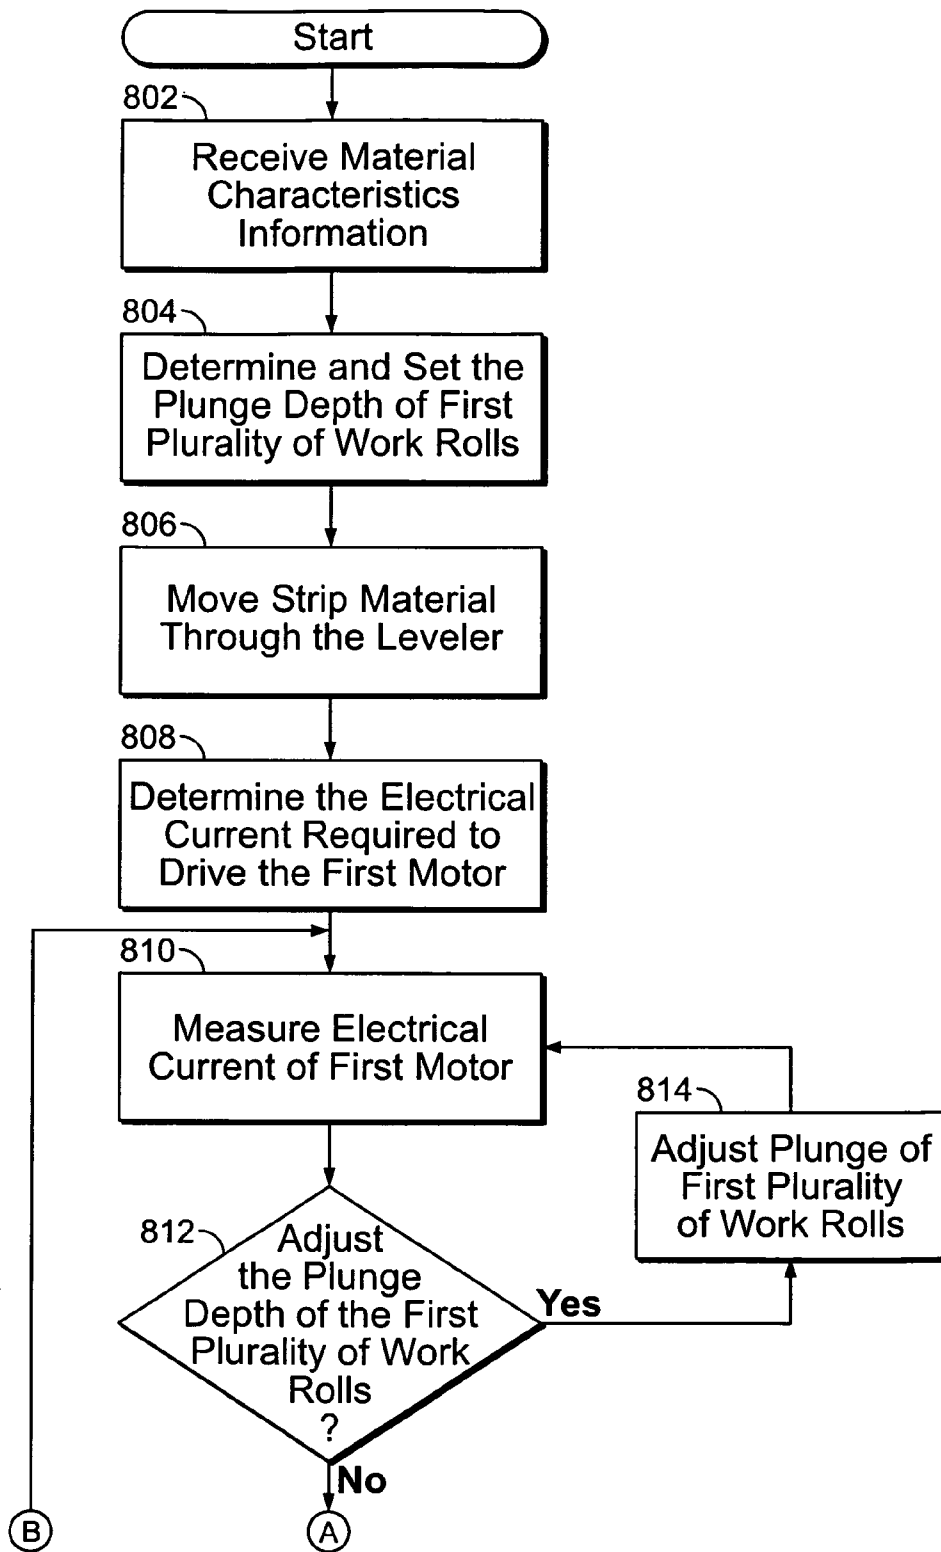 Start
802
Receive Material
Characteristics
Information
804
Determine and Set the
Plunge Depth of First
Plurality of Work Rolls
806
Move Strip Material
Through the Leveler
808
Determine the Electrical
Current Required to
Drive the First Motor
810
Measure Electrical
Current of First Motor
814
Adjust Plunge of
First Plurality
of Work Rolls
812
Adjust
the Plunge
Depth of the First
Plurality of Work
Rolls
?
Yes
No
B
A